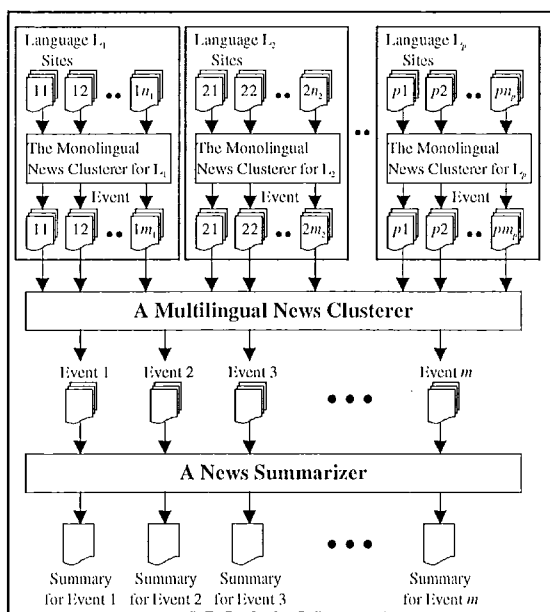 Language L₁
Sites
11 12 •• 1n₁
The Monolingual
News Clusterer for L₁
Event
11 12 •• 1m₁
Language L₂
Sites
21 22 •• 2n₂
The Monolingual
News Clusterer for L₂
Event
21 22 •• 2m₂
••
Language Lₚ
Sites
p1 p2 •• pnₚ
The Monolingual
News Clusterer for Lₚ
Event
p1 p2 •• pmₚ
A Multilingual News Clusterer
Event 1 Event 2 Event 3 Event m
•••
A News Summarizer
•••
Summary Summary Summary Summary
for Event 1 for Event 2 for Event 3 for Event m